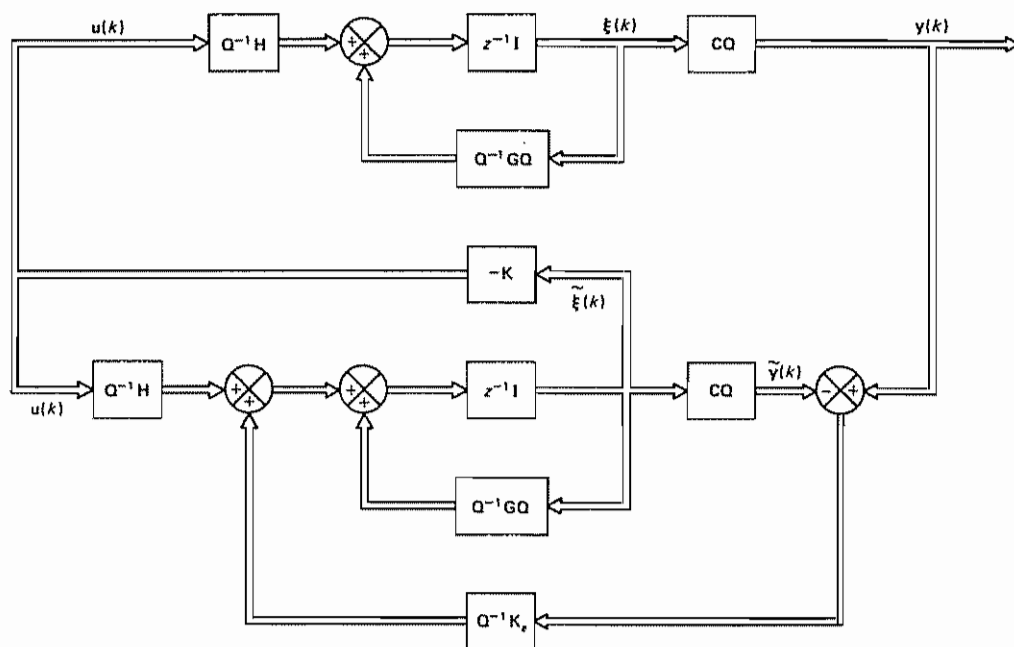 u(k)
Q⁻¹H
+
+
z⁻¹I
ξ(k)
CQ
y(k)
Q⁻¹GQ
−K
ξ̃(k)
u(k)
Q⁻¹H
+
+
+
+
z⁻¹I
CQ
ỹ(k)
−
+
Q⁻¹GQ
Q⁻¹Kₑ